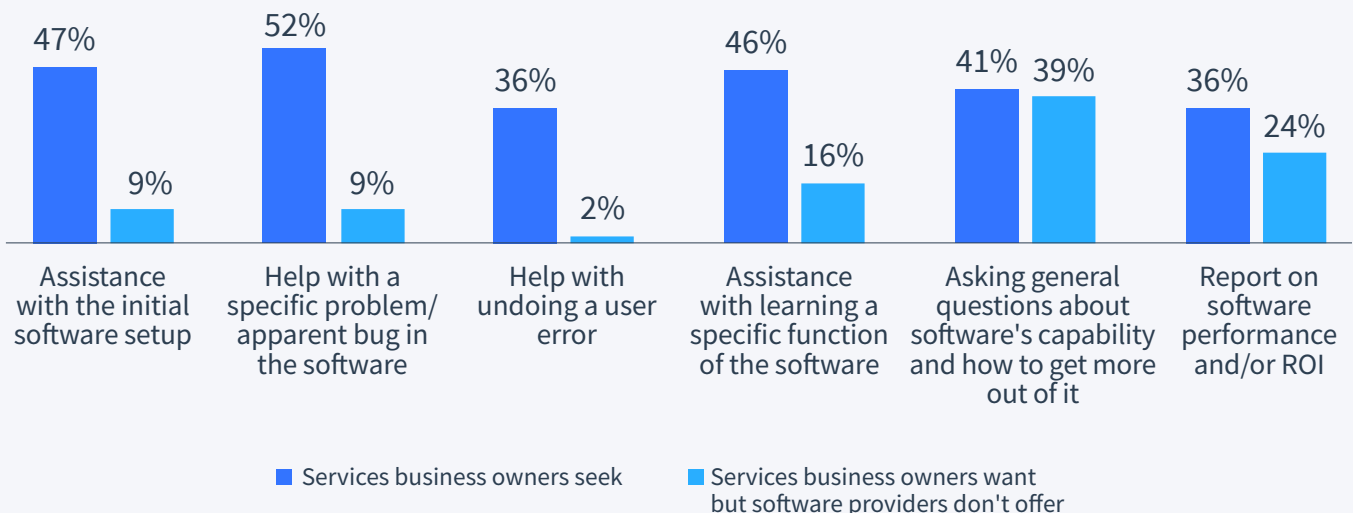 47%
9%
52%
9%
36%
2%
46%
16%
41%
39%
36%
24%
Assistance
with the initial
software setup
Help with a
specific problem/
apparent bug in
the software
Help with
undoing a user
error
Assistance
with learning a
specific function
of the software
Asking general
questions about
software's capability
and how to get more
out of it
Report on
software
performance
and/or ROI
Services business owners seek
Services business owners want
but software providers don't offer